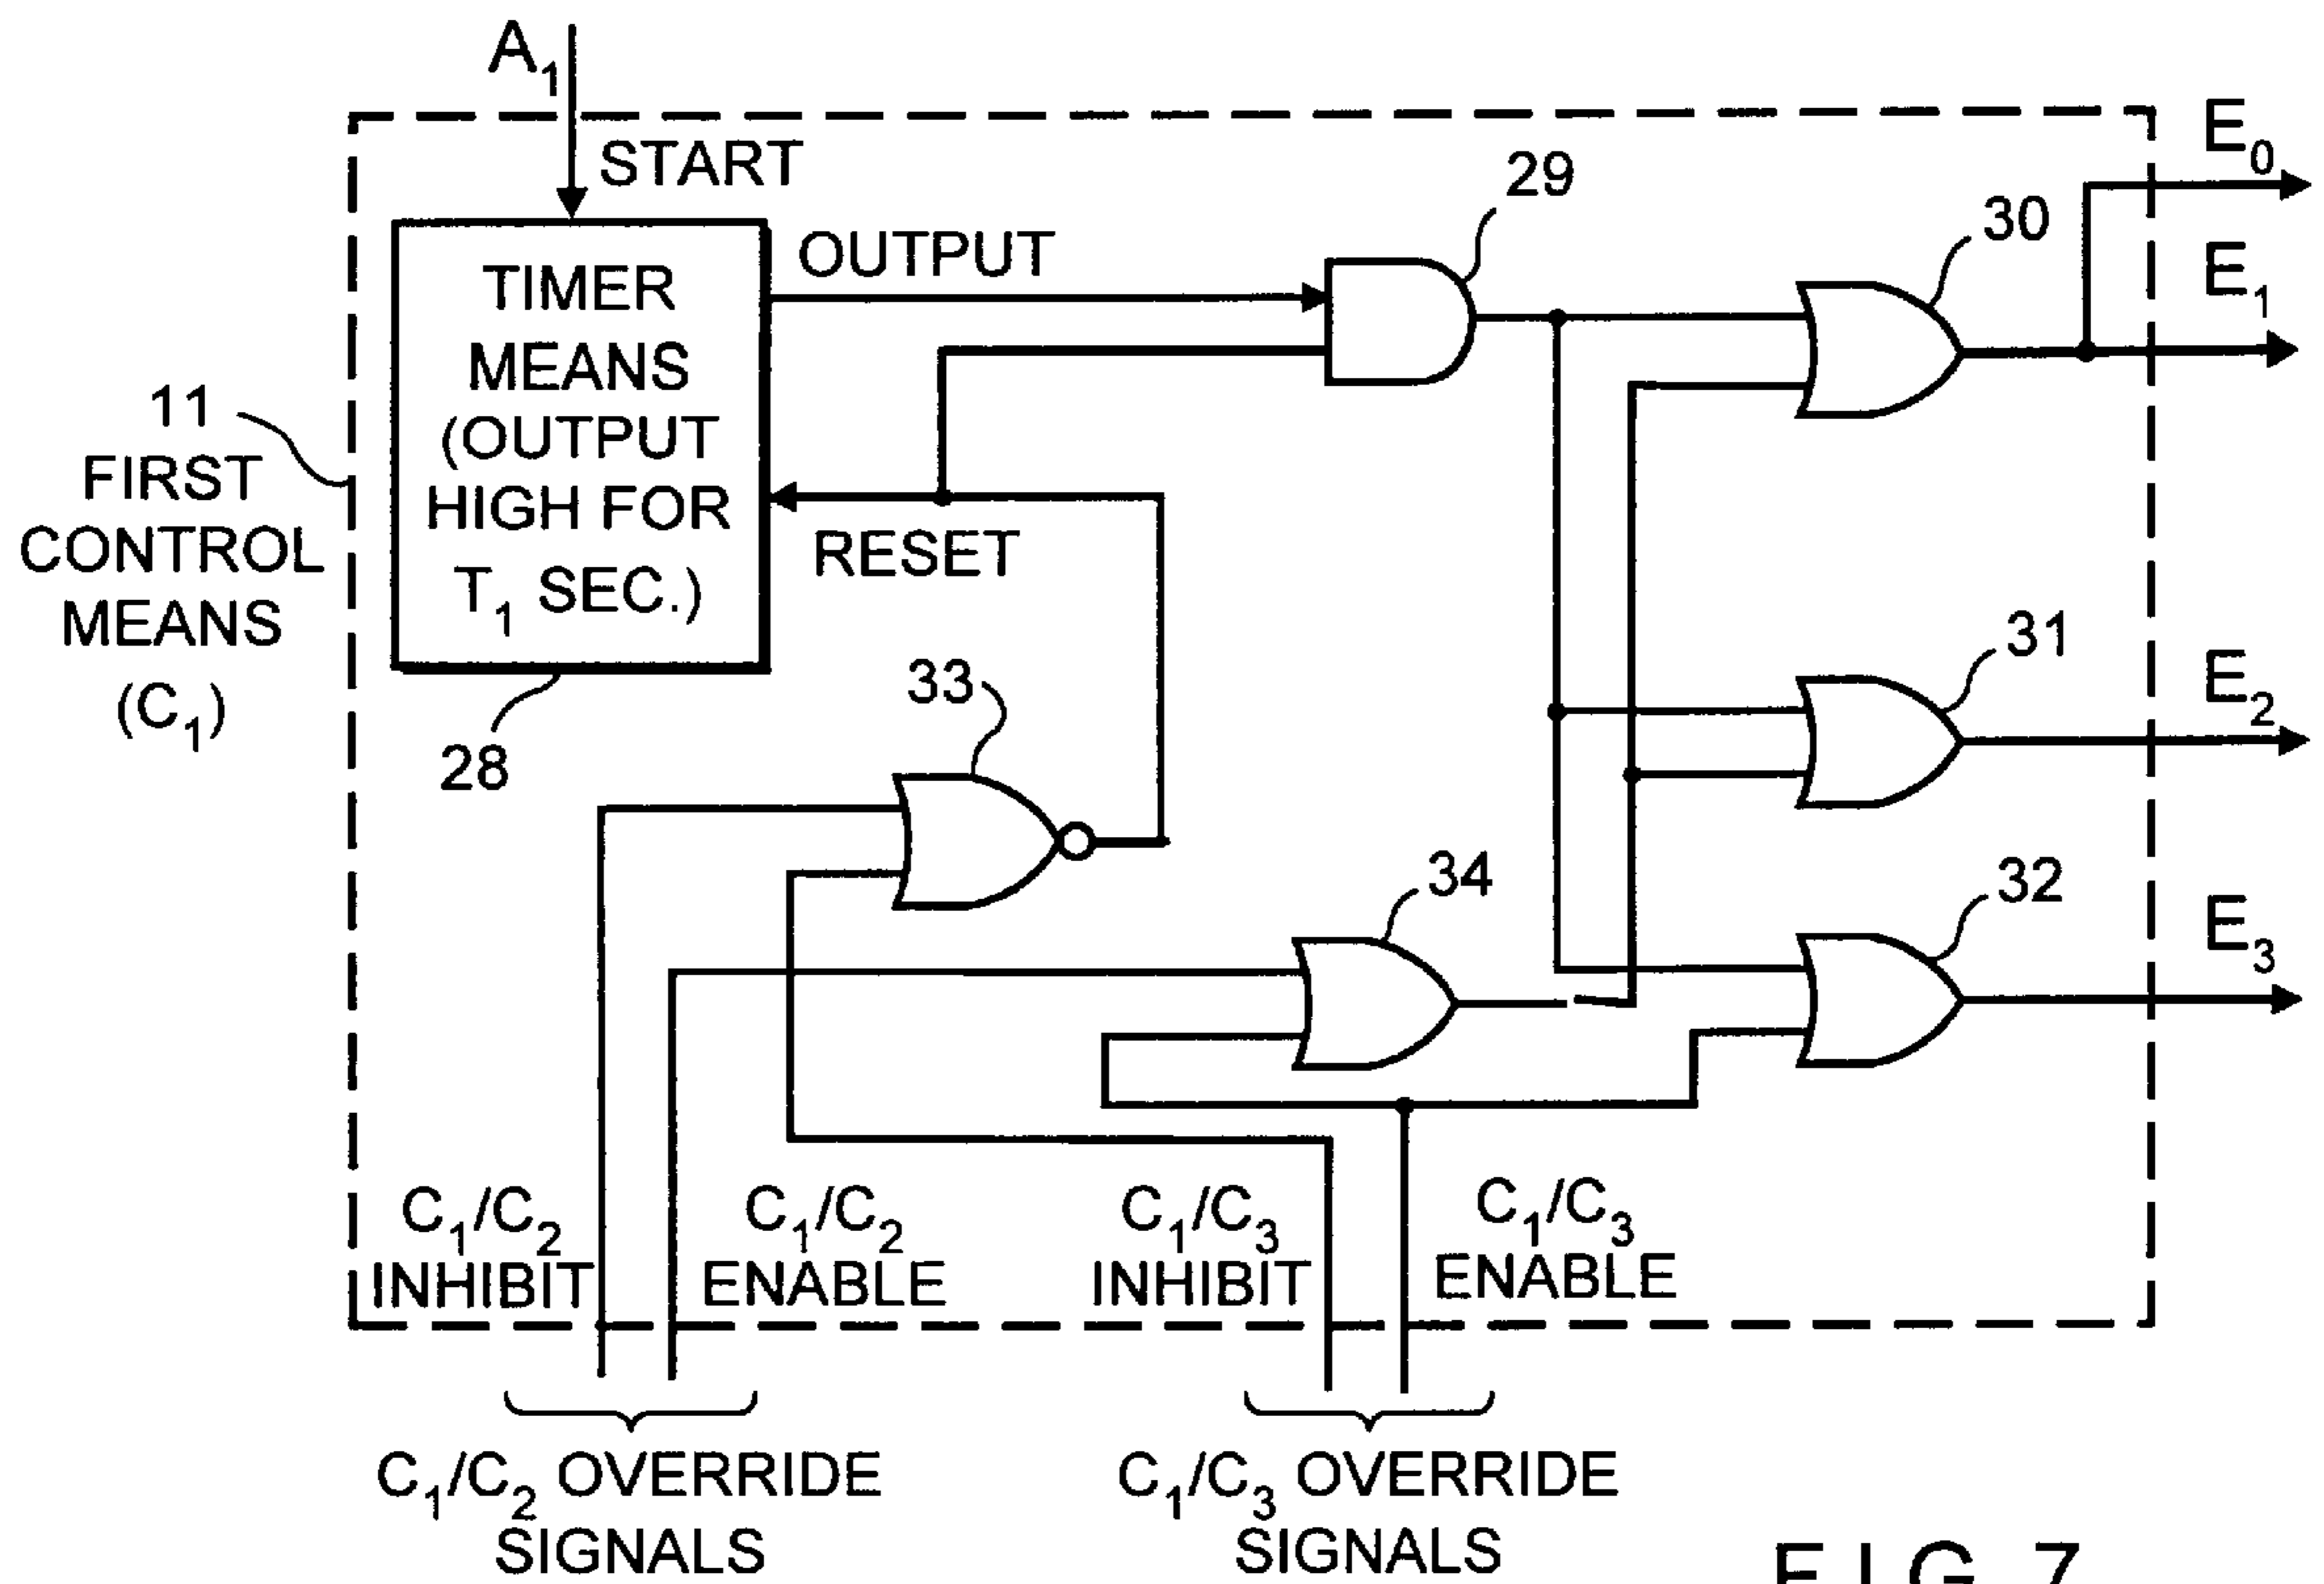 A₁
START
E₀
29
30
E₁
OUTPUT
TIMER
MEANS
(OUTPUT
HIGH FOR
T₁ SEC.)
RESET
11
FIRST
CONTROL
MEANS
(C₁)
28
33
31
E₂
34
32
E₃
C₁/C₂
INHIBIT
C₁/C₂
ENABLE
C₁/C₃
INHIBIT
C₁/C₃
ENABLE
C₁/C₂ OVERRIDE
SIGNALS
C₁/C₃ OVERRIDE
SIGNALS
FIG. 7